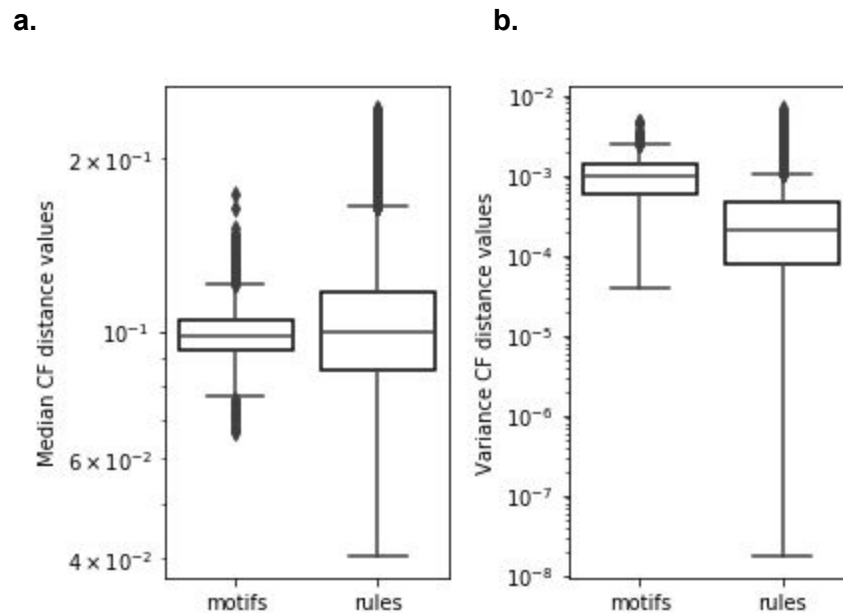 a.
b.
Median CF distance values
2 × 10⁻¹
10⁻¹
6 × 10⁻²
4 × 10⁻²
motifs rules
Variance CF distance values
10⁻²
10⁻³
10⁻⁴
10⁻⁵
10⁻⁶
10⁻⁷
10⁻⁸
motifs rules